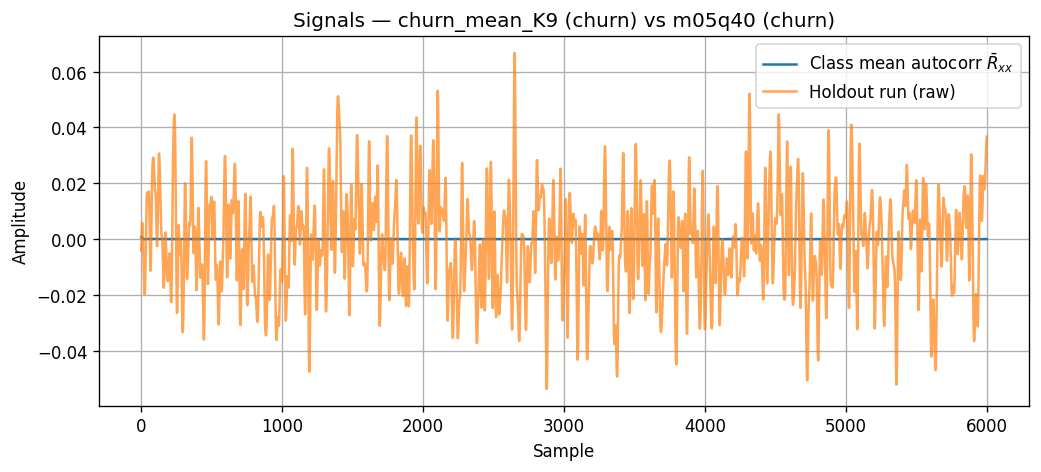 Signals — churn_mean_K9 (churn) vs m05q40 (churn)
Class mean autocorr R̄xx
Holdout run (raw)
Amplitude
0.06
0.04
0.02
0.00
−0.02
−0.04
0 1000 2000 3000 4000 5000 6000
Sample